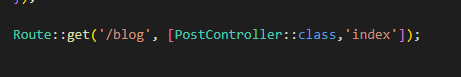 });
Route::get('/blog', [PostController::class,'index']);